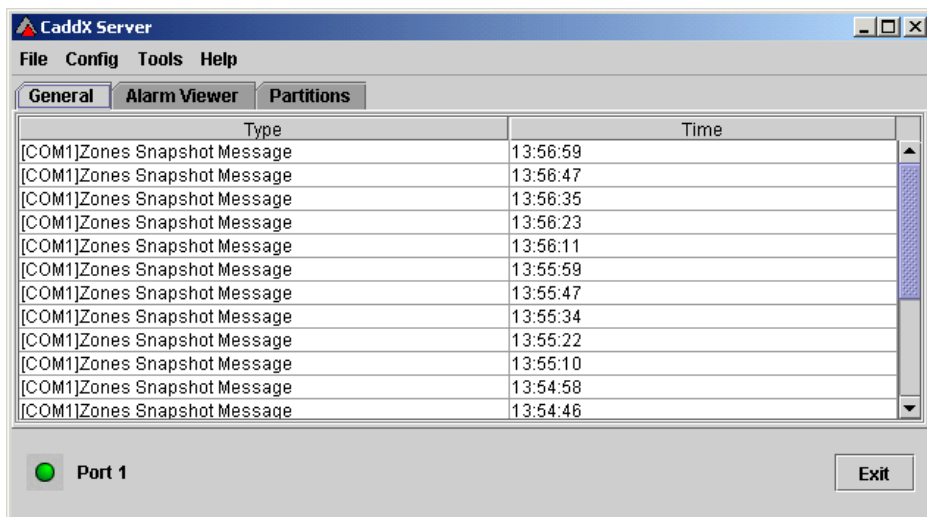 CaddX Server
File Config Tools Help
General Alarm Viewer Partitions
Type Time
[COM1]Zones Snapshot Message 13:56:59
[COM1]Zones Snapshot Message 13:56:47
[COM1]Zones Snapshot Message 13:56:35
[COM1]Zones Snapshot Message 13:56:23
[COM1]Zones Snapshot Message 13:56:11
[COM1]Zones Snapshot Message 13:55:59
[COM1]Zones Snapshot Message 13:55:47
[COM1]Zones Snapshot Message 13:55:34
[COM1]Zones Snapshot Message 13:55:22
[COM1]Zones Snapshot Message 13:55:10
[COM1]Zones Snapshot Message 13:54:58
[COM1]Zones Snapshot Message 13:54:46
Port 1 Exit